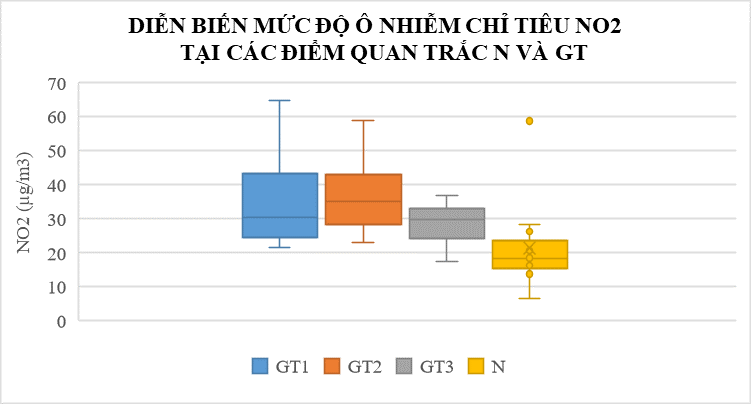 DIỄN BIẾN MỨC ĐỘ Ô NHIỄM CHỈ TIÊU NO2
TẠI CÁC ĐIỂM QUAN TRẮC N VÀ GT
NO2 (µg/m3)
70
60
50
40
30
20
10
0
GT1 GT2 GT3 N